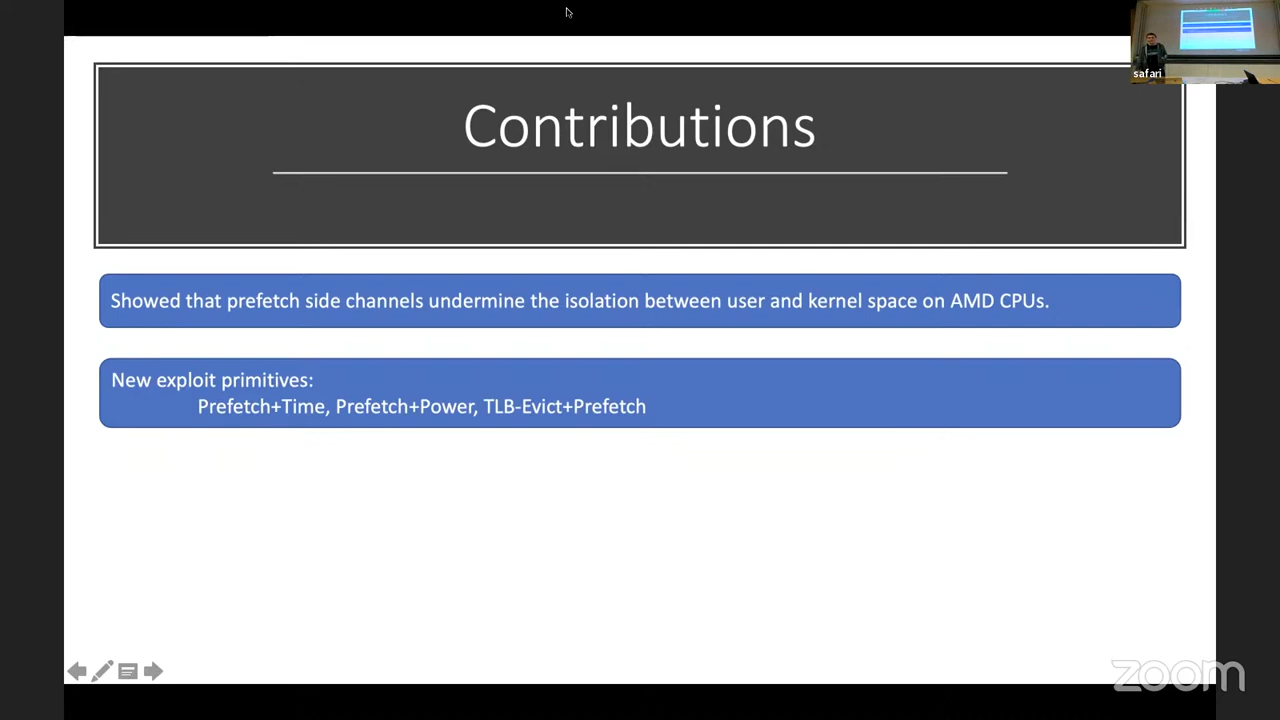 safari
Contributions
Showed that prefetch side channels undermine the isolation between user and kernel space on AMD CPUs.
New exploit primitives:
Prefetch+Time, Prefetch+Power, TLB-Evict+Prefetch
zoom